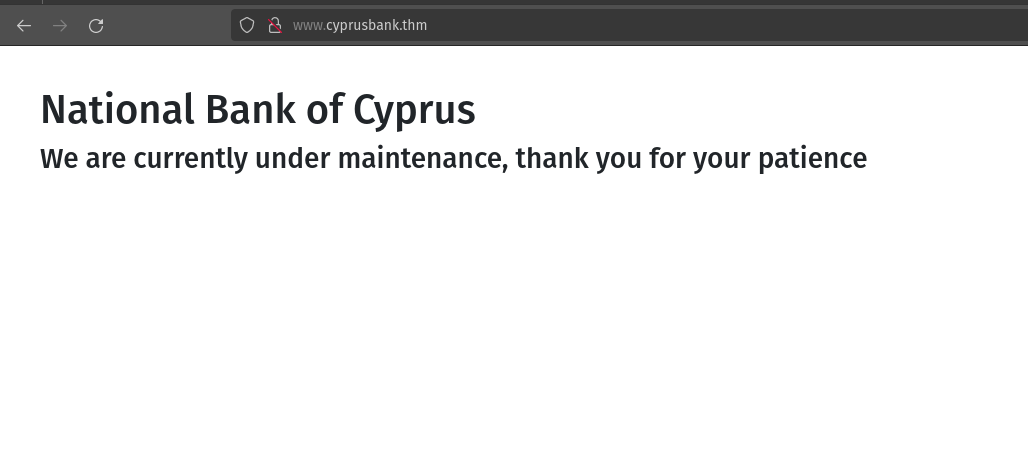 www.cyprusbank.thm
National Bank of Cyprus
We are currently under maintenance, thank you for your patience